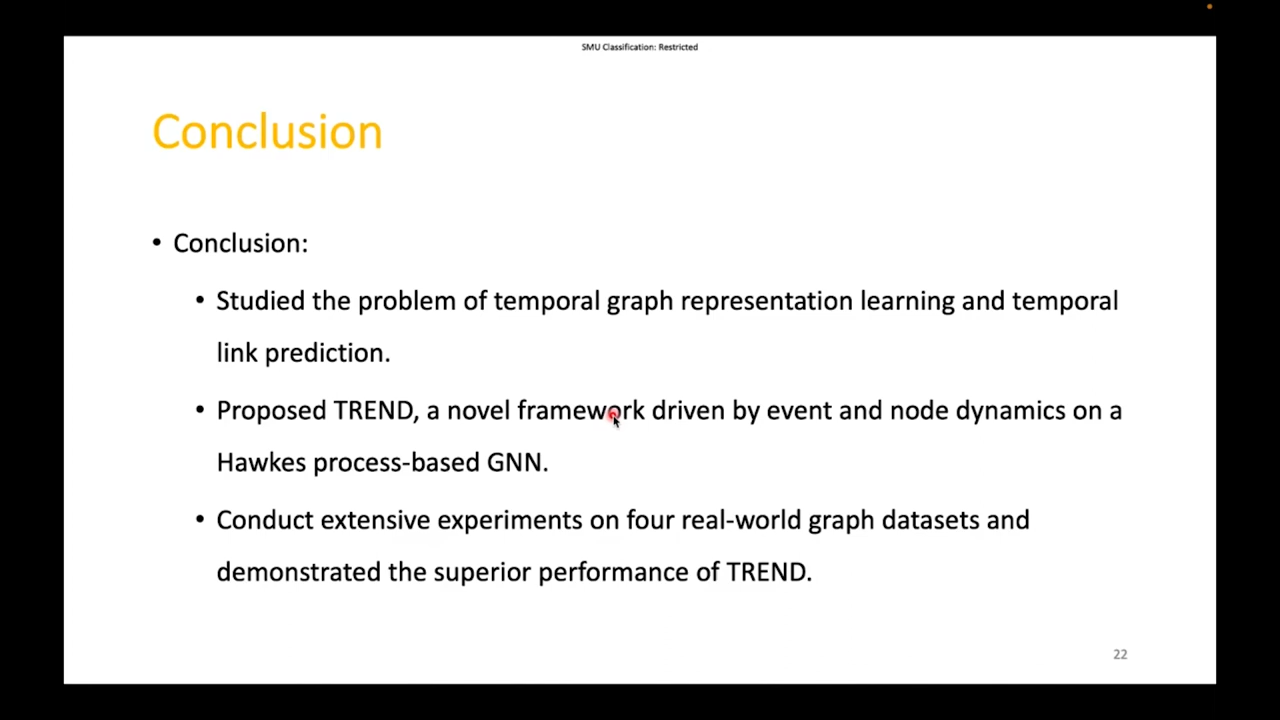 SMU Classification: Restricted
Conclusion
• Conclusion:
• Studied the problem of temporal graph representation learning and temporal
link prediction.
• Proposed TREND, a novel framework driven by event and node dynamics on a
Hawkes process-based GNN.
• Conduct extensive experiments on four real-world graph datasets and
demonstrated the superior performance of TREND.
22